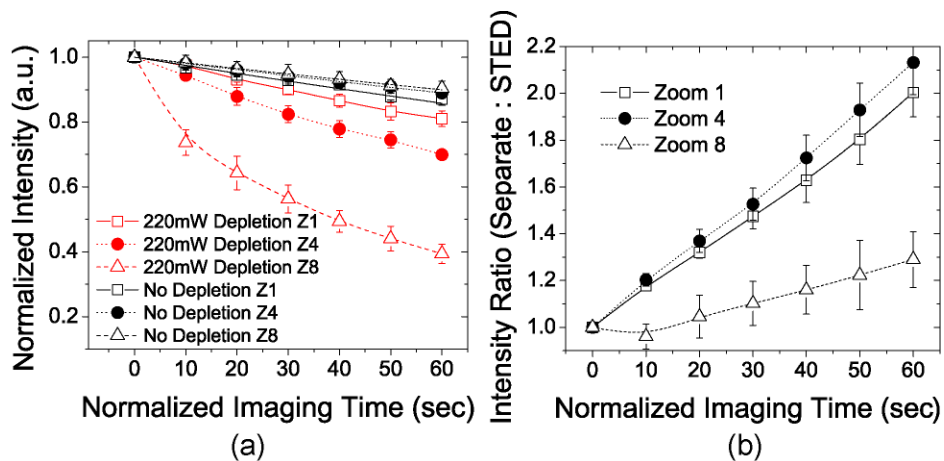 Normalized Intensity (a.u.)
1.0
0.8
0.6
0.4
0.2
220mW Depletion Z1
220mW Depletion Z4
220mW Depletion Z8
No Depletion Z1
No Depletion Z4
No Depletion Z8
0 10 20 30 40 50 60
Normalized Imaging Time (sec)
(a)
Intensity Ratio (Separate : STED)
2.2
2.0
1.8
1.6
1.4
1.2
1.0
Zoom 1
Zoom 4
Zoom 8
0 10 20 30 40 50 60
Normalized Imaging Time (sec)
(b)